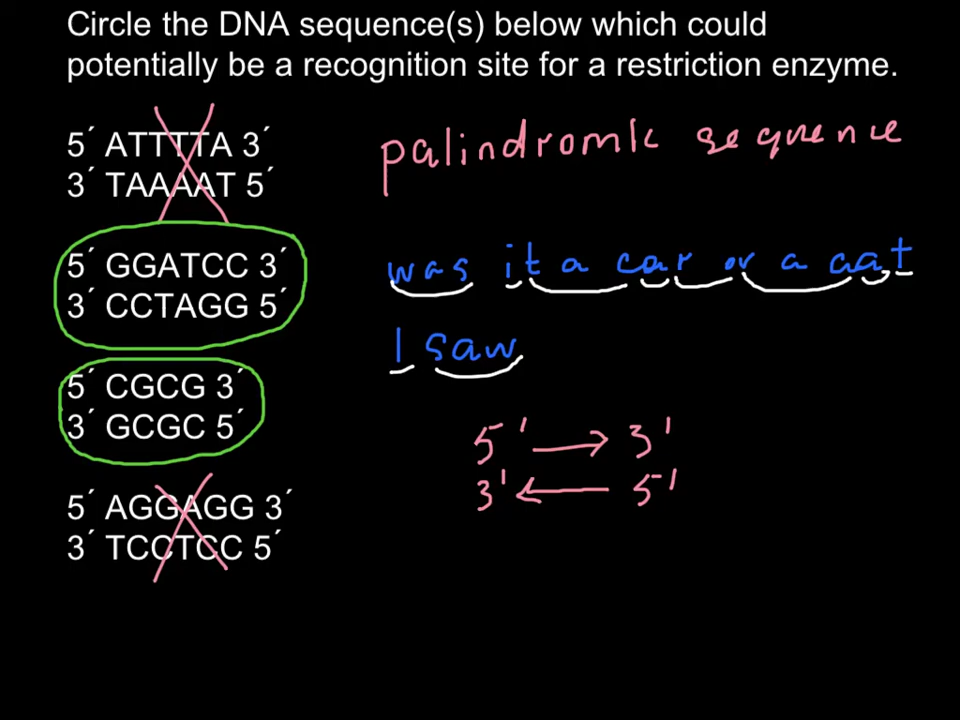 Circle the DNA sequence(s) below which could
potentially be a recognition site for a restriction enzyme.
5´ ATTTTA 3´
3´ TAAAAT 5´
palindromic sequence
5´ GGATCC 3´
3´ CCTAGG 5´
was it a car or a aat
I saw
5´ CGCG 3´
3´ GCGC 5´
5' → 3'
3' ← 5'
5´ AGGAGG 3´
3´ TCCTCC 5´